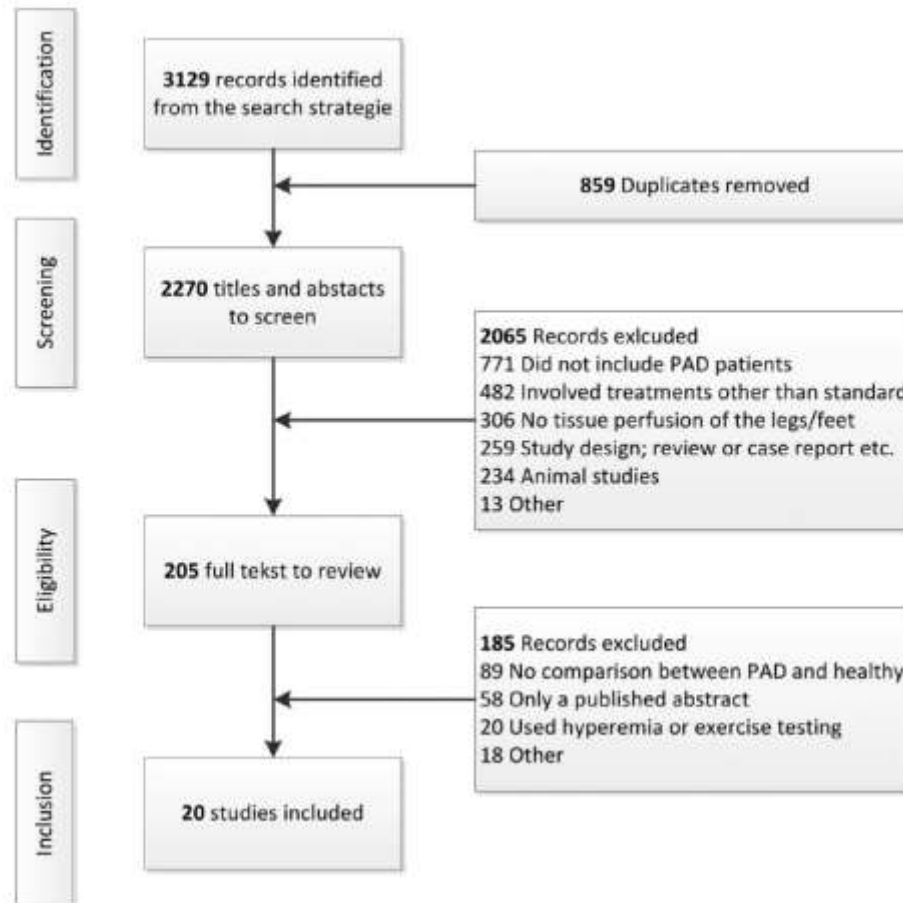 Identification
3129 records identified
from the search strategie
859 Duplicates removed
Screening
2270 titles and abstacts
to screen
2065 Records exlcuded
771 Did not include PAD patients
482 Involved treatments other than standard
306 No tissue perfusion of the legs/feet
259 Study design; review or case report etc.
234 Animal studies
13 Other
Eligibility
205 full tekst to review
185 Records excluded
89 No comparison between PAD and healthy
58 Only a published abstract
20 Used hyperemia or exercise testing
18 Other
Inclusion
20 studies included